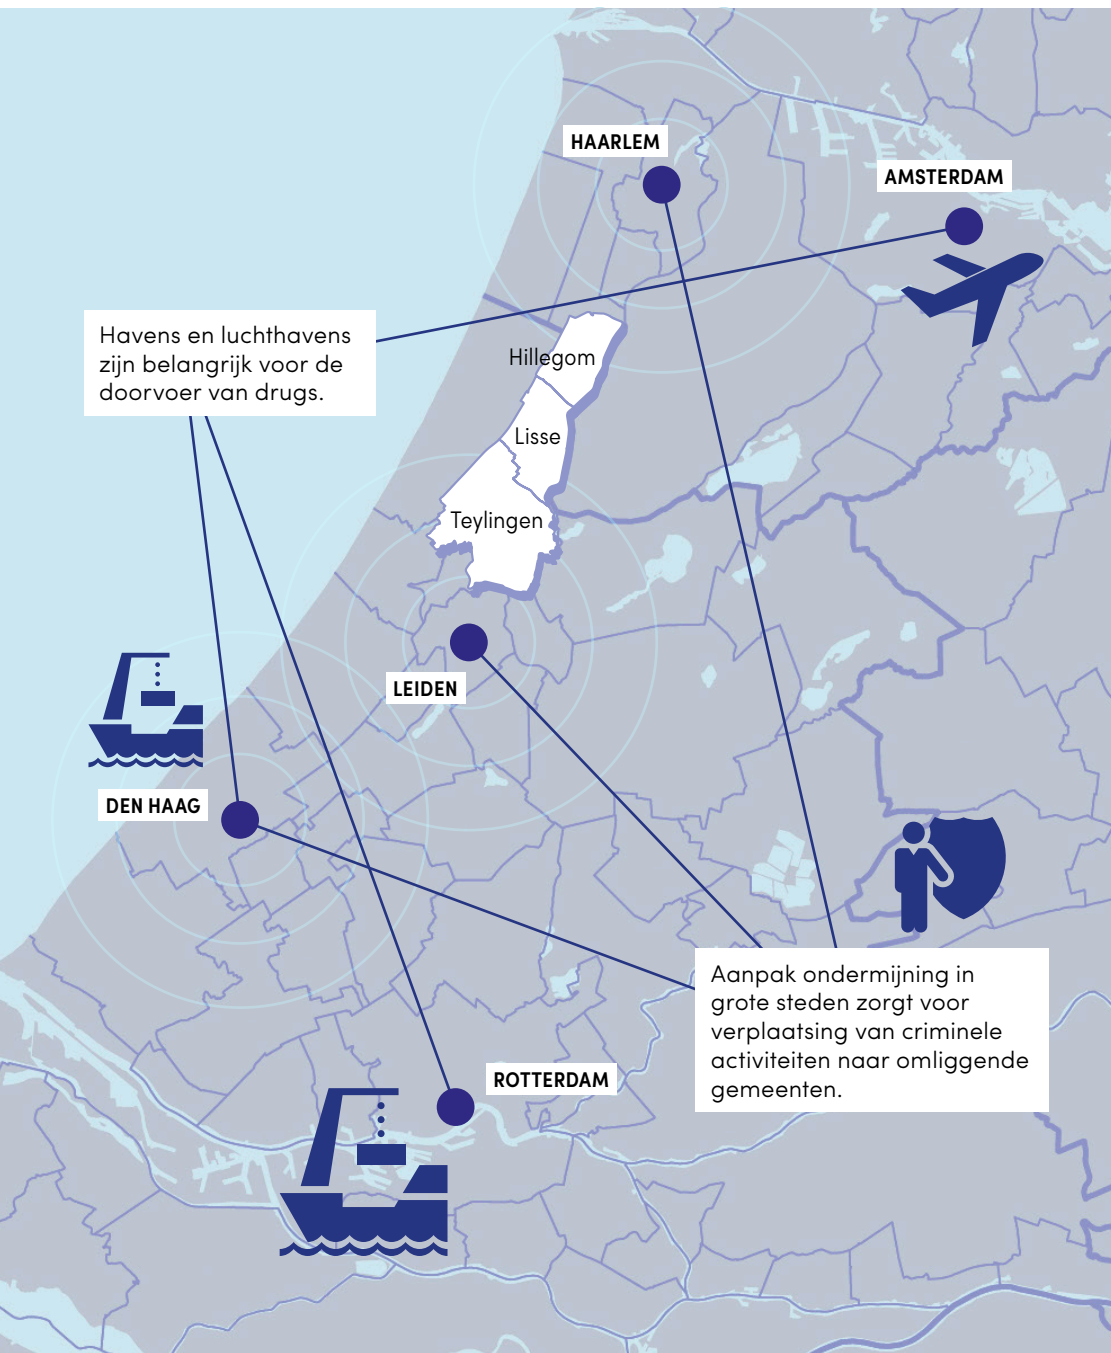 HAARLEM
AMSTERDAM
Havens en luchthavens
zijn belangrijk voor de
doorvoer van drugs.
Hillegom
Lisse
Teylingen
LEIDEN
DEN HAAG
Aanpak ondermijning in
grote steden zorgt voor
verplaatsing van criminele
activiteiten naar omliggende
gemeenten.
ROTTERDAM